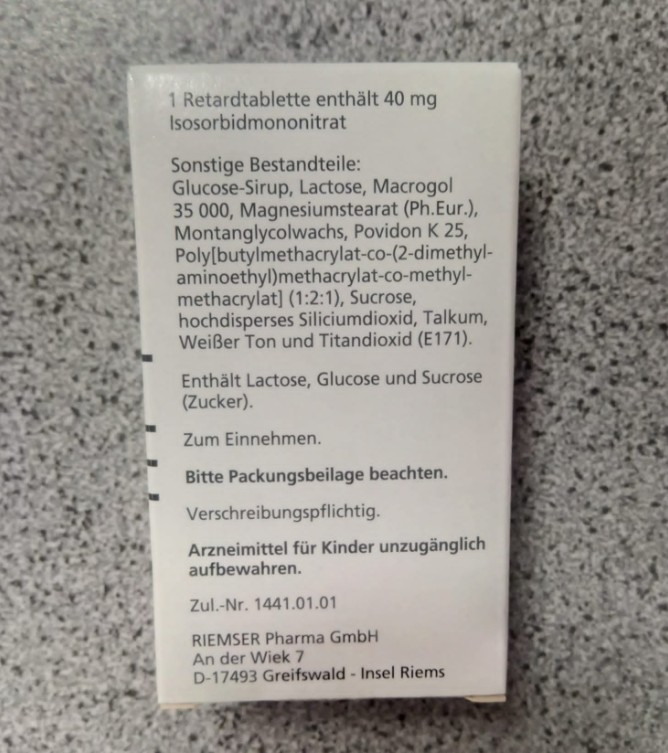 1 Retardtablette enthält 40 mg
Isosorbidmononitrat
Sonstige Bestandteile:
Glucose-Sirup, Lactose, Macrogol
35 000, Magnesiumstearat (Ph.Eur.),
Montanglycolwachs, Povidon K 25,
Poly[butylmethacrylat-co-(2-dimethyl-
aminoethyl)methacrylat-co-methyl-
methacrylat] (1:2:1), Sucrose,
hochdisperses Siliciumdioxid, Talkum,
Weißer Ton und Titandioxid (E171).
Enthält Lactose, Glucose und Sucrose
(Zucker).
Zum Einnehmen.
Bitte Packungsbeilage beachten.
Verschreibungspflichtig.
Arzneimittel für Kinder unzugänglich
aufbewahren.
Zul.-Nr. 1441.01.01
RIEMSER Pharma GmbH
An der Wiek 7
D-17493 Greifswald - Insel Riems